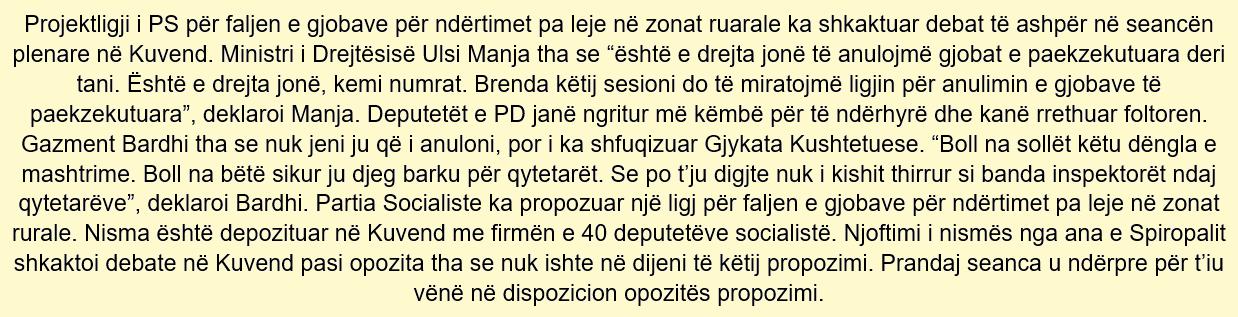 Projektligji i PS për faljen e gjobave për ndërtimet pa leje në zonat ruarale ka shkaktuar debat të ashpër në seancën
plenare në Kuvend. Ministri i Drejtësisë Ulsi Manja tha se “është e drejta jonë të anulojmë gjobat e paekzekutuara deri
tani. Është e drejta jonë, kemi numrat. Brenda këtij sesioni do të miratojmë ligjin për anulimin e gjobave të
paekzekutuara”, deklaroi Manja. Deputetët e PD janë ngritur më këmbë për të ndërhyrë dhe kanë rrethuar foltoren.
Gazment Bardhi tha se nuk jeni ju që i anuloni, por i ka shfuqizuar Gjykata Kushtetuese. “Boll na sollët këtu dëngla e
mashtrime. Boll na bëtë sikur ju djeg barku për qytetarët. Se po t’ju digjte nuk i kishit thirrur si banda inspektorët ndaj
qytetarëve”, deklaroi Bardhi. Partia Socialiste ka propozuar një ligj për faljen e gjobave për ndërtimet pa leje në zonat
rurale. Nisma është depozituar në Kuvend me firmën e 40 deputetëve socialistë. Njoftimi i nismës nga ana e Spiropalit
shkaktoi debate në Kuvend pasi opozita tha se nuk ishte në dijeni të këtij propozimi. Prandaj seanca u ndërpre për t’iu
vënë në dispozicion opozitës propozimi.